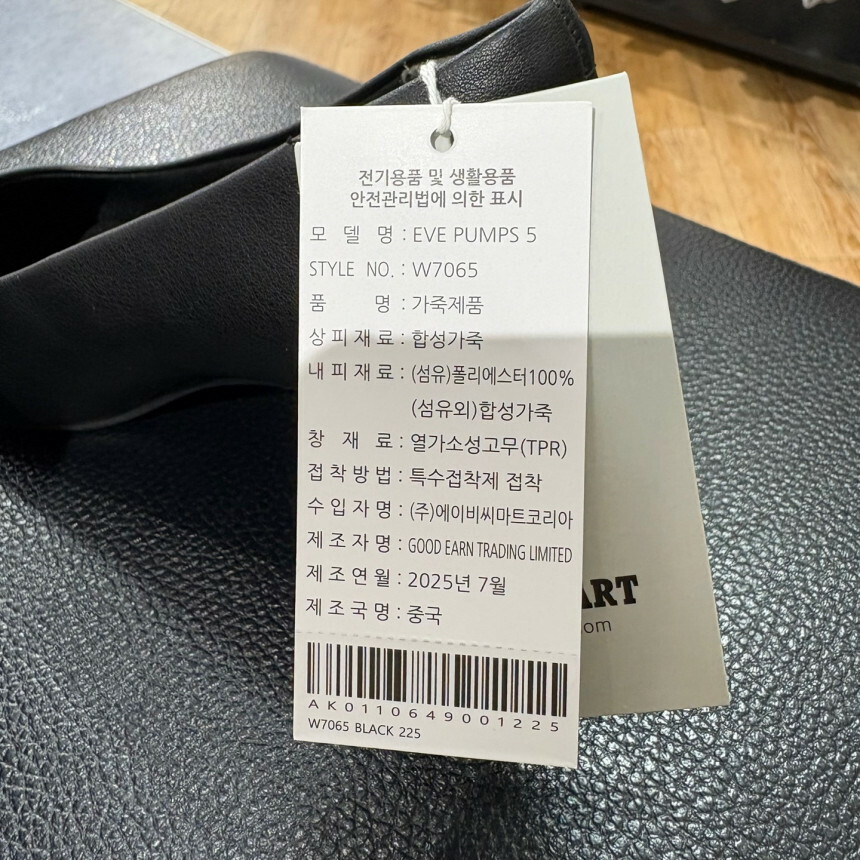 전기용품 및 생활용품
안전관리법에 의한 표시
모 델 명 : EVE PUMPS 5
STYLE NO. : W7065
품 명 : 가죽제품
상 피 재 료 : 합성가죽
내 피 재 료 : (섬유)폴리에스터100%
(섬유외)합성가죽
창 재 료 : 열가소성고무(TPR)
접 착 방 법 : 특수접착제 접착
수 입 자 명 : (주)에이비씨마트코리아
제 조 자 명 : GOOD EARN TRADING LIMITED
제 조 연 월 : 2025년 7월
제 조 국 명 : 중국
AK0110649001225
W7065 BLACK 225
ART
om